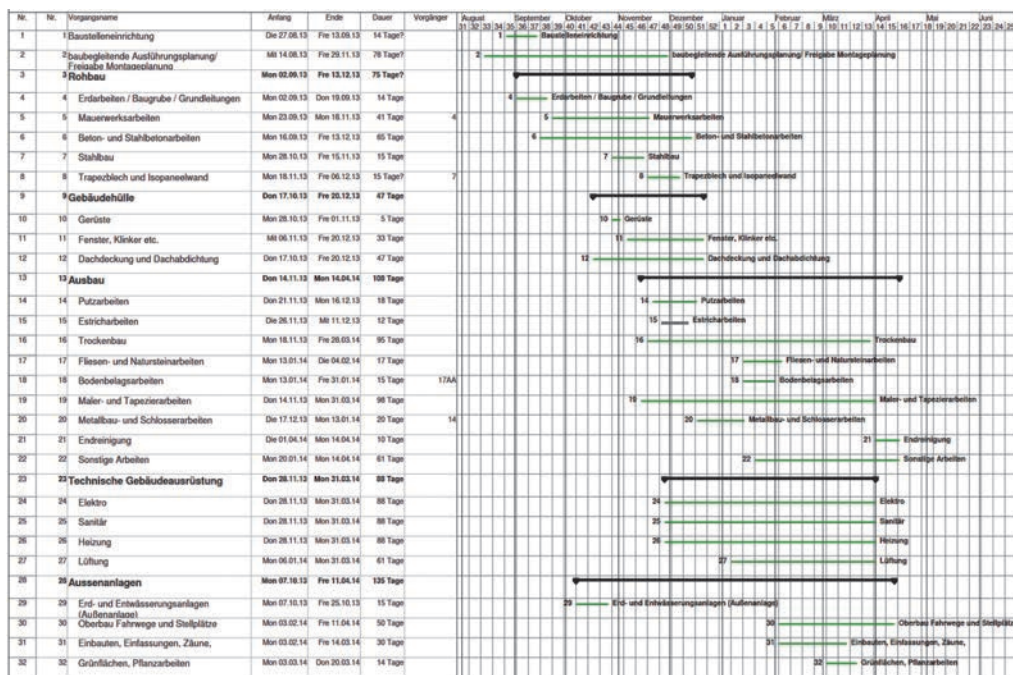 Nr. Nr. Vorgangsname Anfang Ende Dauer Vorgänger August September Oktober November Dezember Januar Februar März April Mai Juni
31 32 33 34 35 36 37 38 39 40 41 42 43 44 45 46 47 48 49 50 51 52 1 2 3 4 5 6 7 8 9 10 11 12 13 14 15 16 17 18 19 20 21 22 23 24 25
1 1 Baustelleneinrichtung Die 27.08.13 Fre 13.09.13 14 Tage? 1 Baustelleneinrichtung
2 2 baubegleitende Ausführungsplanung/ Mit 14.08.13 Fre 29.11.13 78 Tage? 2 baubegleitende Ausführungsplanung/ Freigabe Montageplanung
Freigabe Montageplanung
3 3 Rohbau Mon 02.09.13 Fre 13.12.13 75 Tage?
4 4 Erdarbeiten / Baugrube / Grundleitungen Mon 02.09.13 Don 19.09.13 14 Tage 4 Erdarbeiten / Baugrube / Grundleitungen
5 5 Mauerwerksarbeiten Mon 23.09.13 Mon 18.11.13 41 Tage 4 5 Mauerwerksarbeiten
6 6 Beton- und Stahlbetonarbeiten Mon 16.09.13 Fre 13.12.13 65 Tage 6 Beton- und Stahlbetonarbeiten
7 7 Stahlbau Mon 28.10.13 Fre 15.11.13 15 Tage 7 Stahlbau
8 8 Trapezblech und Isopaneelwand Mon 18.11.13 Fre 06.12.13 15 Tage? 7 8 Trapezblech und Isopaneelwand
9 9 Gebäudehülle Don 17.10.13 Fre 20.12.13 47 Tage
10 10 Gerüste Mon 28.10.13 Fre 01.11.13 5 Tage 10 Gerüste
11 11 Fenster, Klinker etc. Mit 06.11.13 Fre 20.12.13 33 Tage 11 Fenster, Klinker etc.
12 12 Dachdeckung und Dachabdichtung Don 17.10.13 Fre 20.12.13 47 Tage 12 Dachdeckung und Dachabdichtung
13 13 Ausbau Don 14.11.13 Mon 14.04.14 108 Tage
14 14 Putzarbeiten Don 21.11.13 Mon 16.12.13 18 Tage 14 Putzarbeiten
15 15 Estricharbeiten Die 26.11.13 Mit 11.12.13 12 Tage 15 Estricharbeiten
16 16 Trockenbau Mon 18.11.13 Fre 28.03.14 95 Tage 16 Trockenbau
17 17 Fliesen- und Natursteinarbeiten Mon 13.01.14 Die 04.02.14 17 Tage 17 Fliesen- und Natursteinarbeiten
18 18 Bodenbelagsarbeiten Mon 13.01.14 Fre 31.01.14 15 Tage 17AA 18 Bodenbelagsarbeiten
19 19 Maler- und Tapezierarbeiten Don 14.11.13 Mon 31.03.14 98 Tage 19 Maler- und Tapezierarbeiten
20 20 Metallbau- und Schlosserarbeiten Die 17.12.13 Mon 13.01.14 20 Tage 14 20 Metallbau- und Schlosserarbeiten
21 21 Endreinigung Die 01.04.14 Mon 14.04.14 10 Tage 21 Endreinigung
22 22 Sonstige Arbeiten Mon 20.01.14 Mon 14.04.14 61 Tage 22 Sonstige Arbeiten
23 23 Technische Gebäudeausrüstung Don 28.11.13 Mon 31.03.14 88 Tage
24 24 Elektro Don 28.11.13 Mon 31.03.14 88 Tage 24 Elektro
25 25 Sanitär Don 28.11.13 Mon 31.03.14 88 Tage 25 Sanitär
26 26 Heizung Don 28.11.13 Mon 31.03.14 88 Tage 26 Heizung
27 27 Lüftung Mon 06.01.14 Mon 31.03.14 61 Tage 27 Lüftung
28 28 Aussenanlagen Mon 07.10.13 Fre 11.04.14 135 Tage
29 29 Erd- und Entwässerungsanlagen Mon 07.10.13 Fre 25.10.13 15 Tage 29 Erd- und Entwässerungsanlagen (Außenanlage)
(Außenanlage)
30 30 Oberbau Fahrwege und Stellplätze Mon 03.02.14 Fre 11.04.14 50 Tage 30 Oberbau Fahrwege und Stellplätze
31 31 Einbauten, Einfassungen, Zäune, Mon 03.02.14 Fre 14.03.14 30 Tage 31 Einbauten, Einfassungen, Zäune,
32 32 Grünflächen, Pflanzarbeiten Mon 03.03.14 Don 20.03.14 14 Tage 32 Grünflächen, Pflanzarbeiten